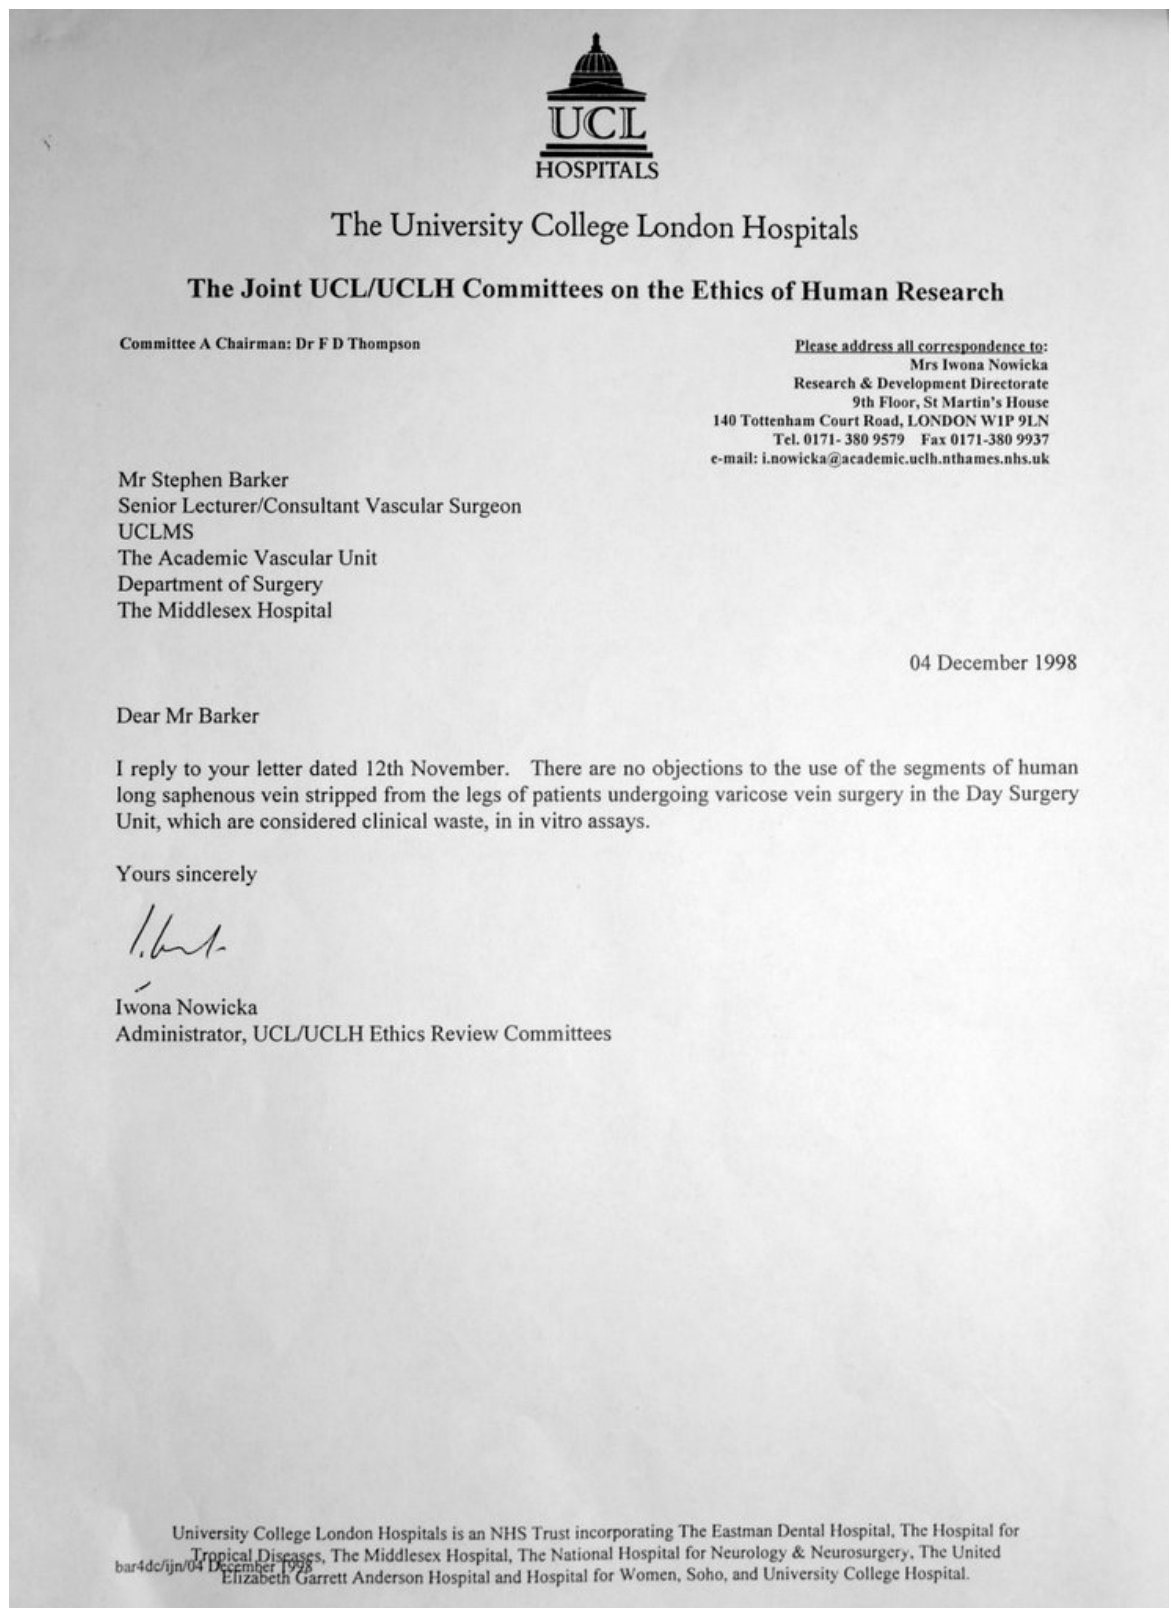 UCL
HOSPITALS
The University College London Hospitals
The Joint UCL/UCLH Committees on the Ethics of Human Research
Committee A Chairman: Dr F D Thompson
Please address all correspondence to:
Mrs Iwona Nowicka
Research & Development Directorate
9th Floor, St Martin's House
140 Tottenham Court Road, LONDON W1P 9LN
Tel. 0171- 380 9579 Fax 0171-380 9937
e-mail: i.nowicka@academic.uclh.nthames.nhs.uk
Mr Stephen Barker
Senior Lecturer/Consultant Vascular Surgeon
UCLMS
The Academic Vascular Unit
Department of Surgery
The Middlesex Hospital
04 December 1998
Dear Mr Barker
I reply to your letter dated 12th November. There are no objections to the use of the segments of human
long saphenous vein stripped from the legs of patients undergoing varicose vein surgery in the Day Surgery
Unit, which are considered clinical waste, in in vitro assays.
Yours sincerely
Iwona Nowicka
Administrator, UCL/UCLH Ethics Review Committees
University College London Hospitals is an NHS Trust incorporating The Eastman Dental Hospital, The Hospital for
Tropical Diseases, The Middlesex Hospital, The National Hospital for Neurology & Neurosurgery, The United
bar4dc/ijn/04 December 1998
Elizabeth Garrett Anderson Hospital and Hospital for Women, Soho, and University College Hospital.